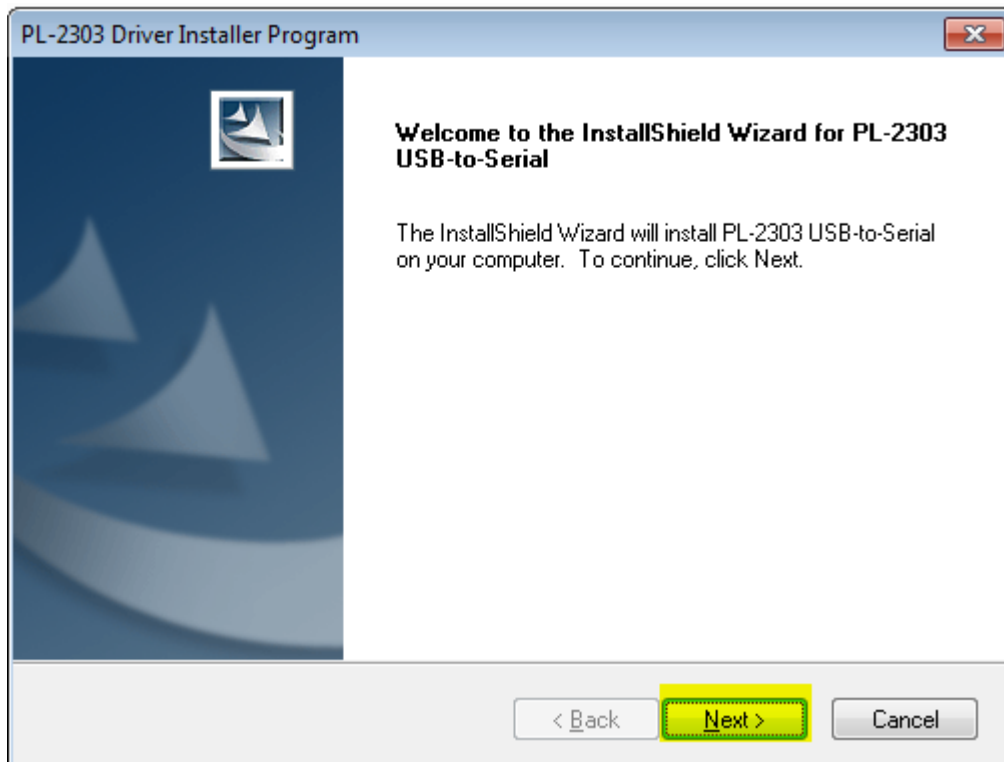 PL-2303 Driver Installer Program
Welcome to the InstallShield Wizard for PL-2303
USB-to-Serial
The InstallShield Wizard will install PL-2303 USB-to-Serial
on your computer.  To continue, click Next.
< Back
Next >
Cancel